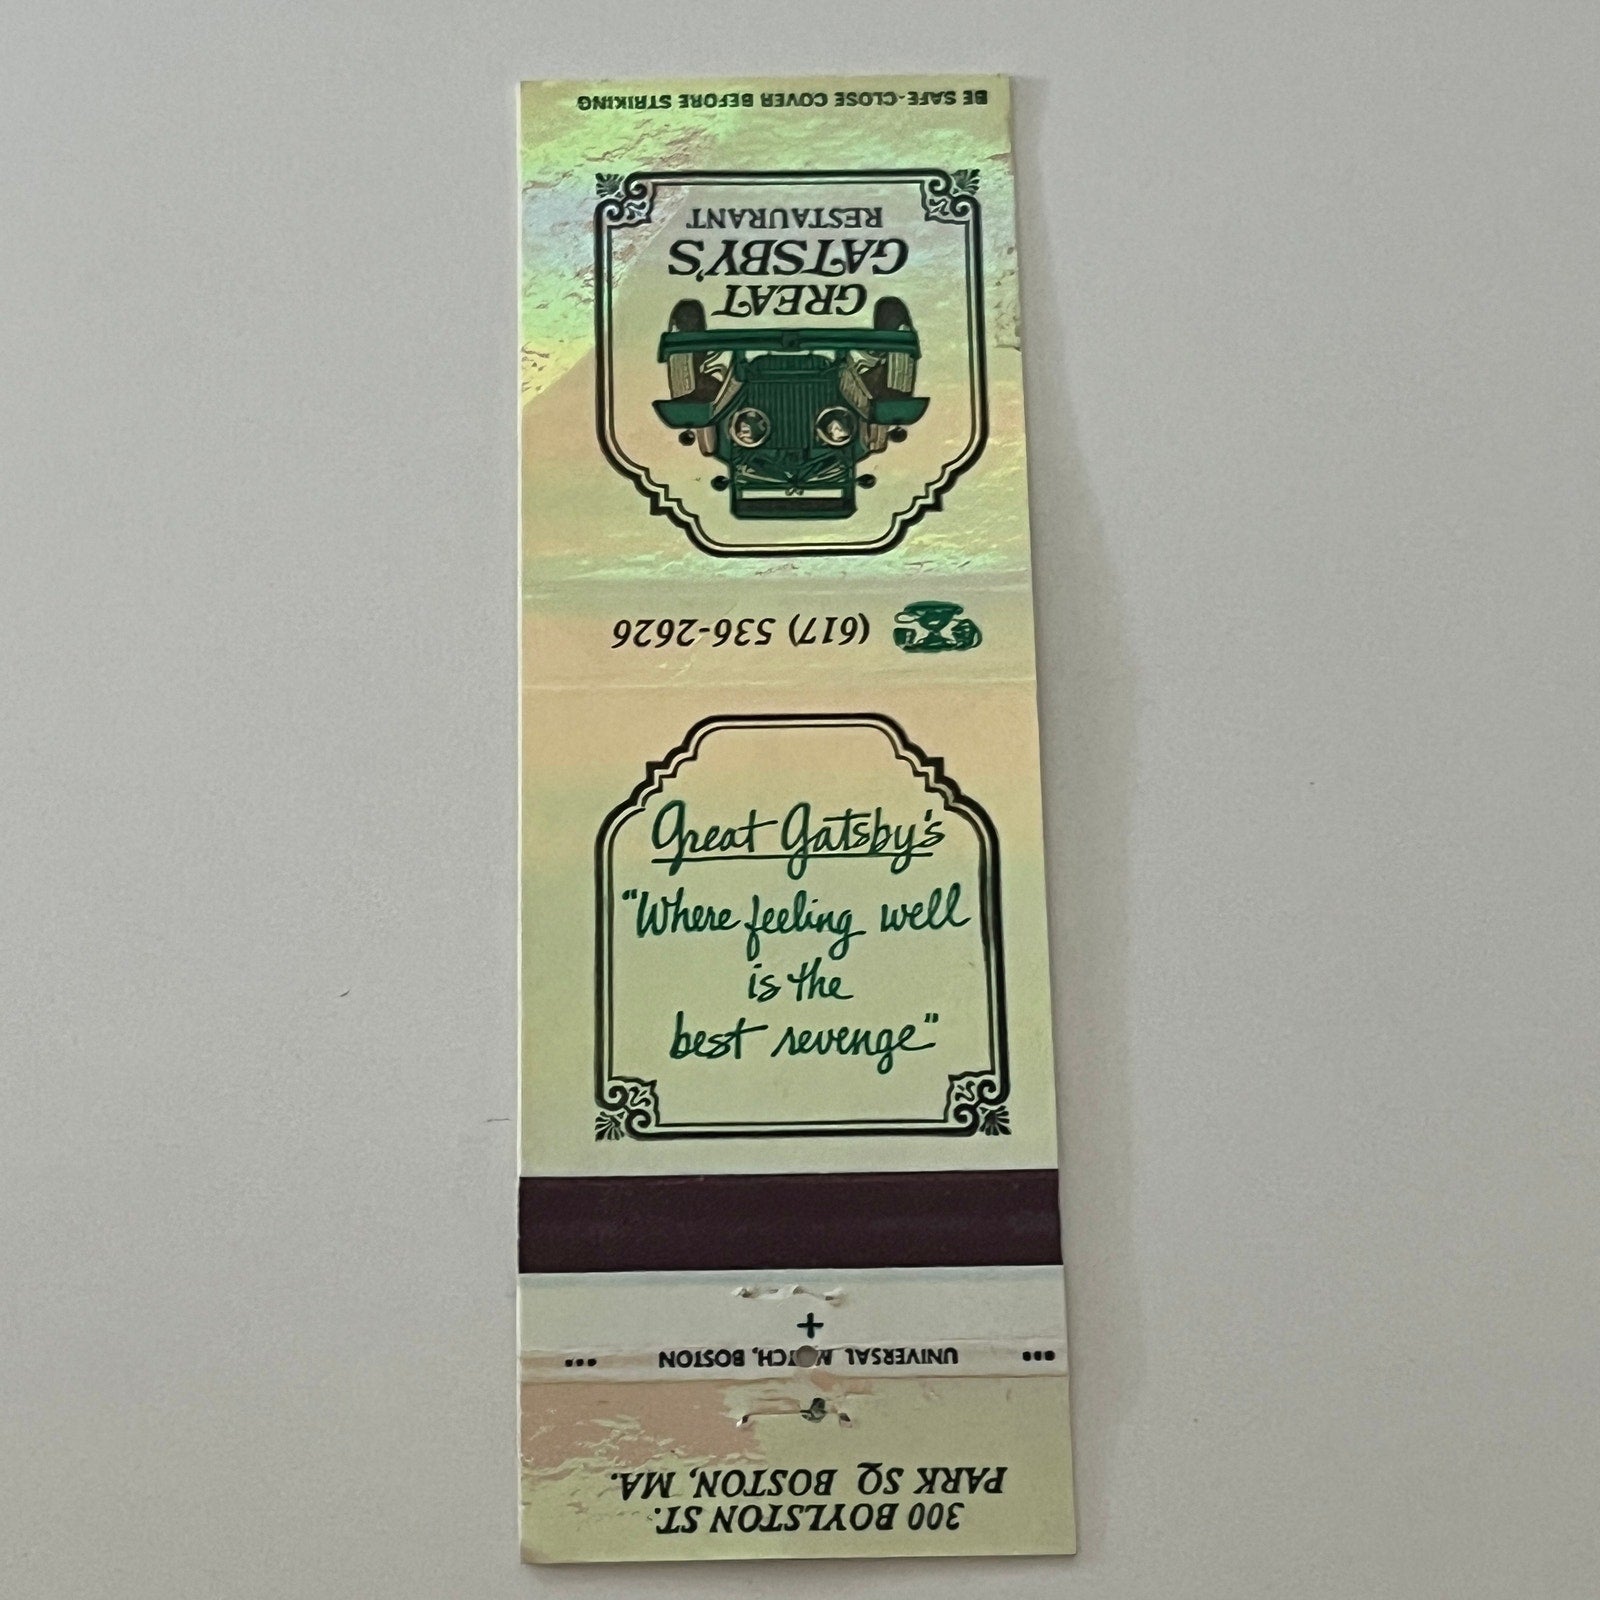 BE SAFE-CLOSE COVER BEFORE STRIKING
GREAT
GATSBY'S
RESTAURANT
(617) 536-2626
Great Gatsby's
"Where feeling well
is the
best revenge"
+
... UNIVERSAL MATCH, BOSTON ...
300 BOYLSTON ST.
PARK SQ BOSTON, MA.